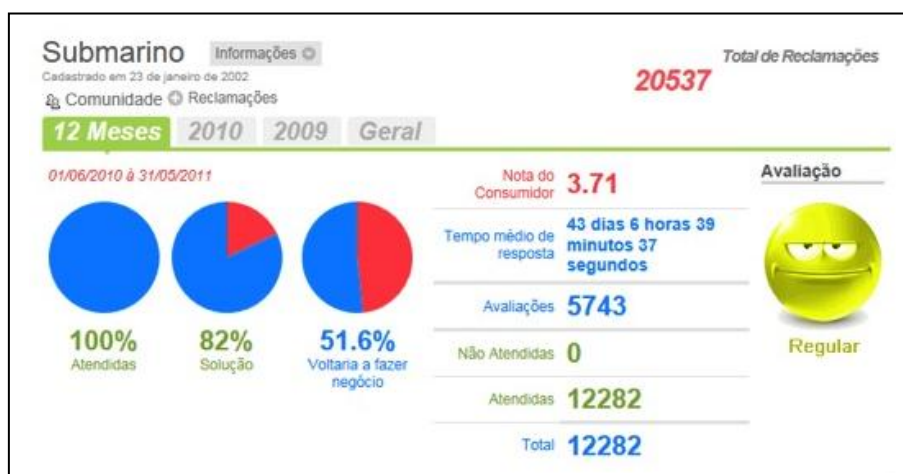 Submarino
Informações
Cadastrado em 23 de janeiro de 2002
Comunidade Reclamações
Total de Reclamações
20537
12 Meses 2010 2009 Geral
01/06/2010 à 31/05/2011
100%
Atendidas
82%
Solução
51.6%
Voltaria a fazer
negócio
Nota do
Consumidor 3.71
Tempo médio de
resposta
43 dias 6 horas 39
minutos 37
segundos
Avaliações 5743
Não Atendidas 0
Atendidas 12282
Total 12282
Avaliação
Regular